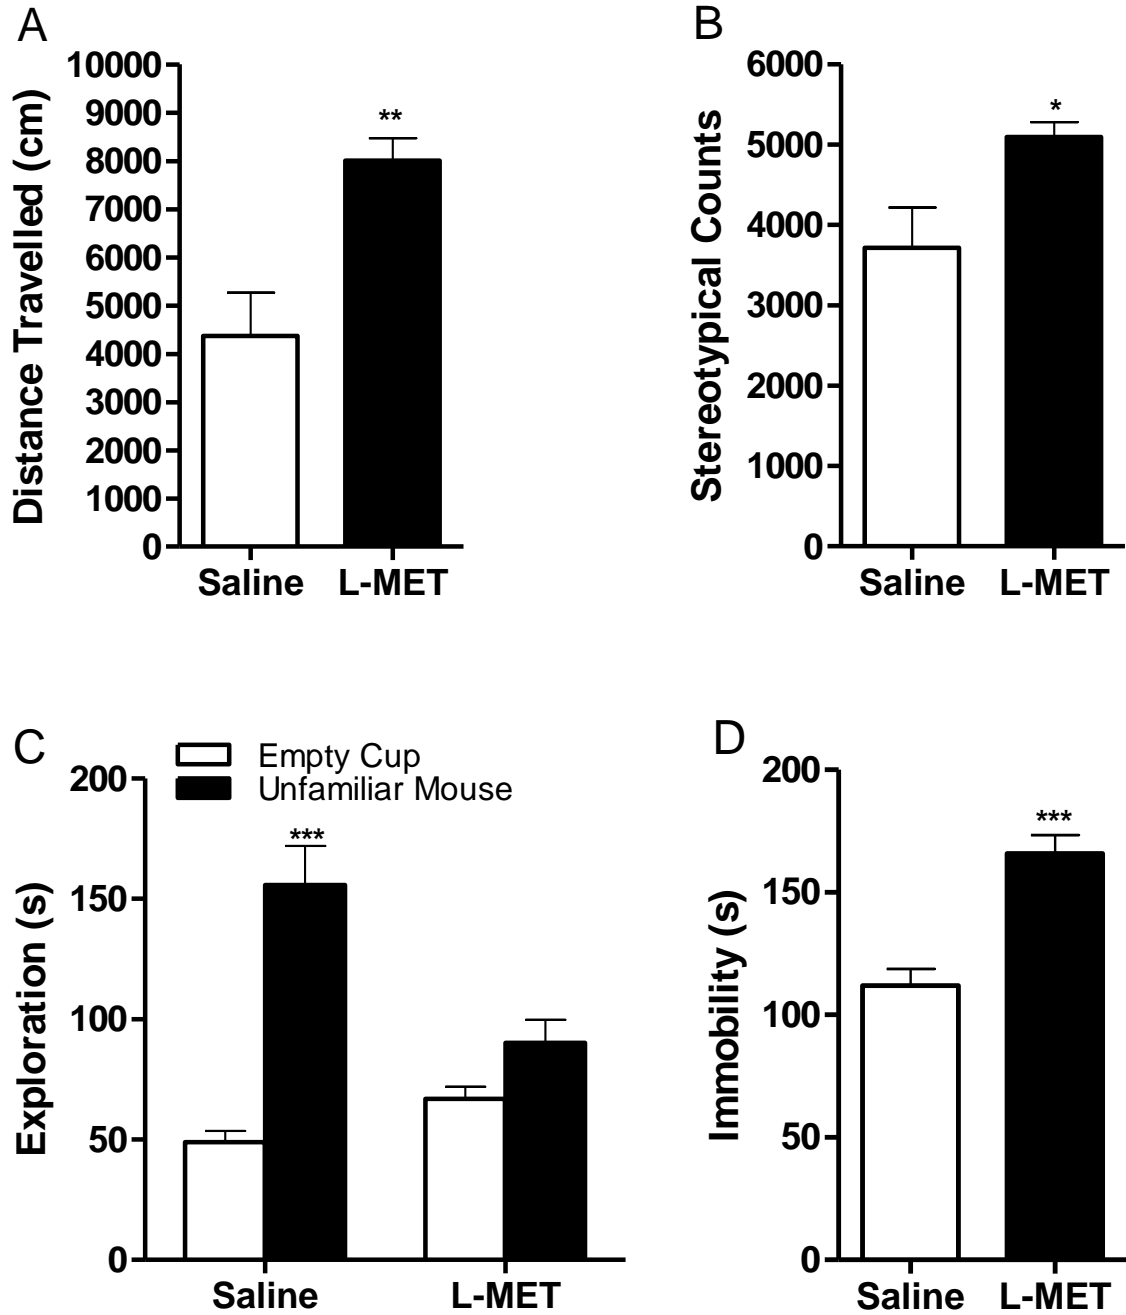 A
Distance Travelled (cm)
10000
9000
8000
7000
6000
5000
4000
3000
2000
1000
0
**
Saline L-MET
B
Stereotypical Counts
6000
5000
4000
3000
2000
1000
0
*
Saline L-MET
C
Empty Cup
Unfamiliar Mouse
Exploration (s)
200
150
100
50
0
***
Saline L-MET
D
Immobility (s)
200
150
100
50
0
***
Saline L-MET